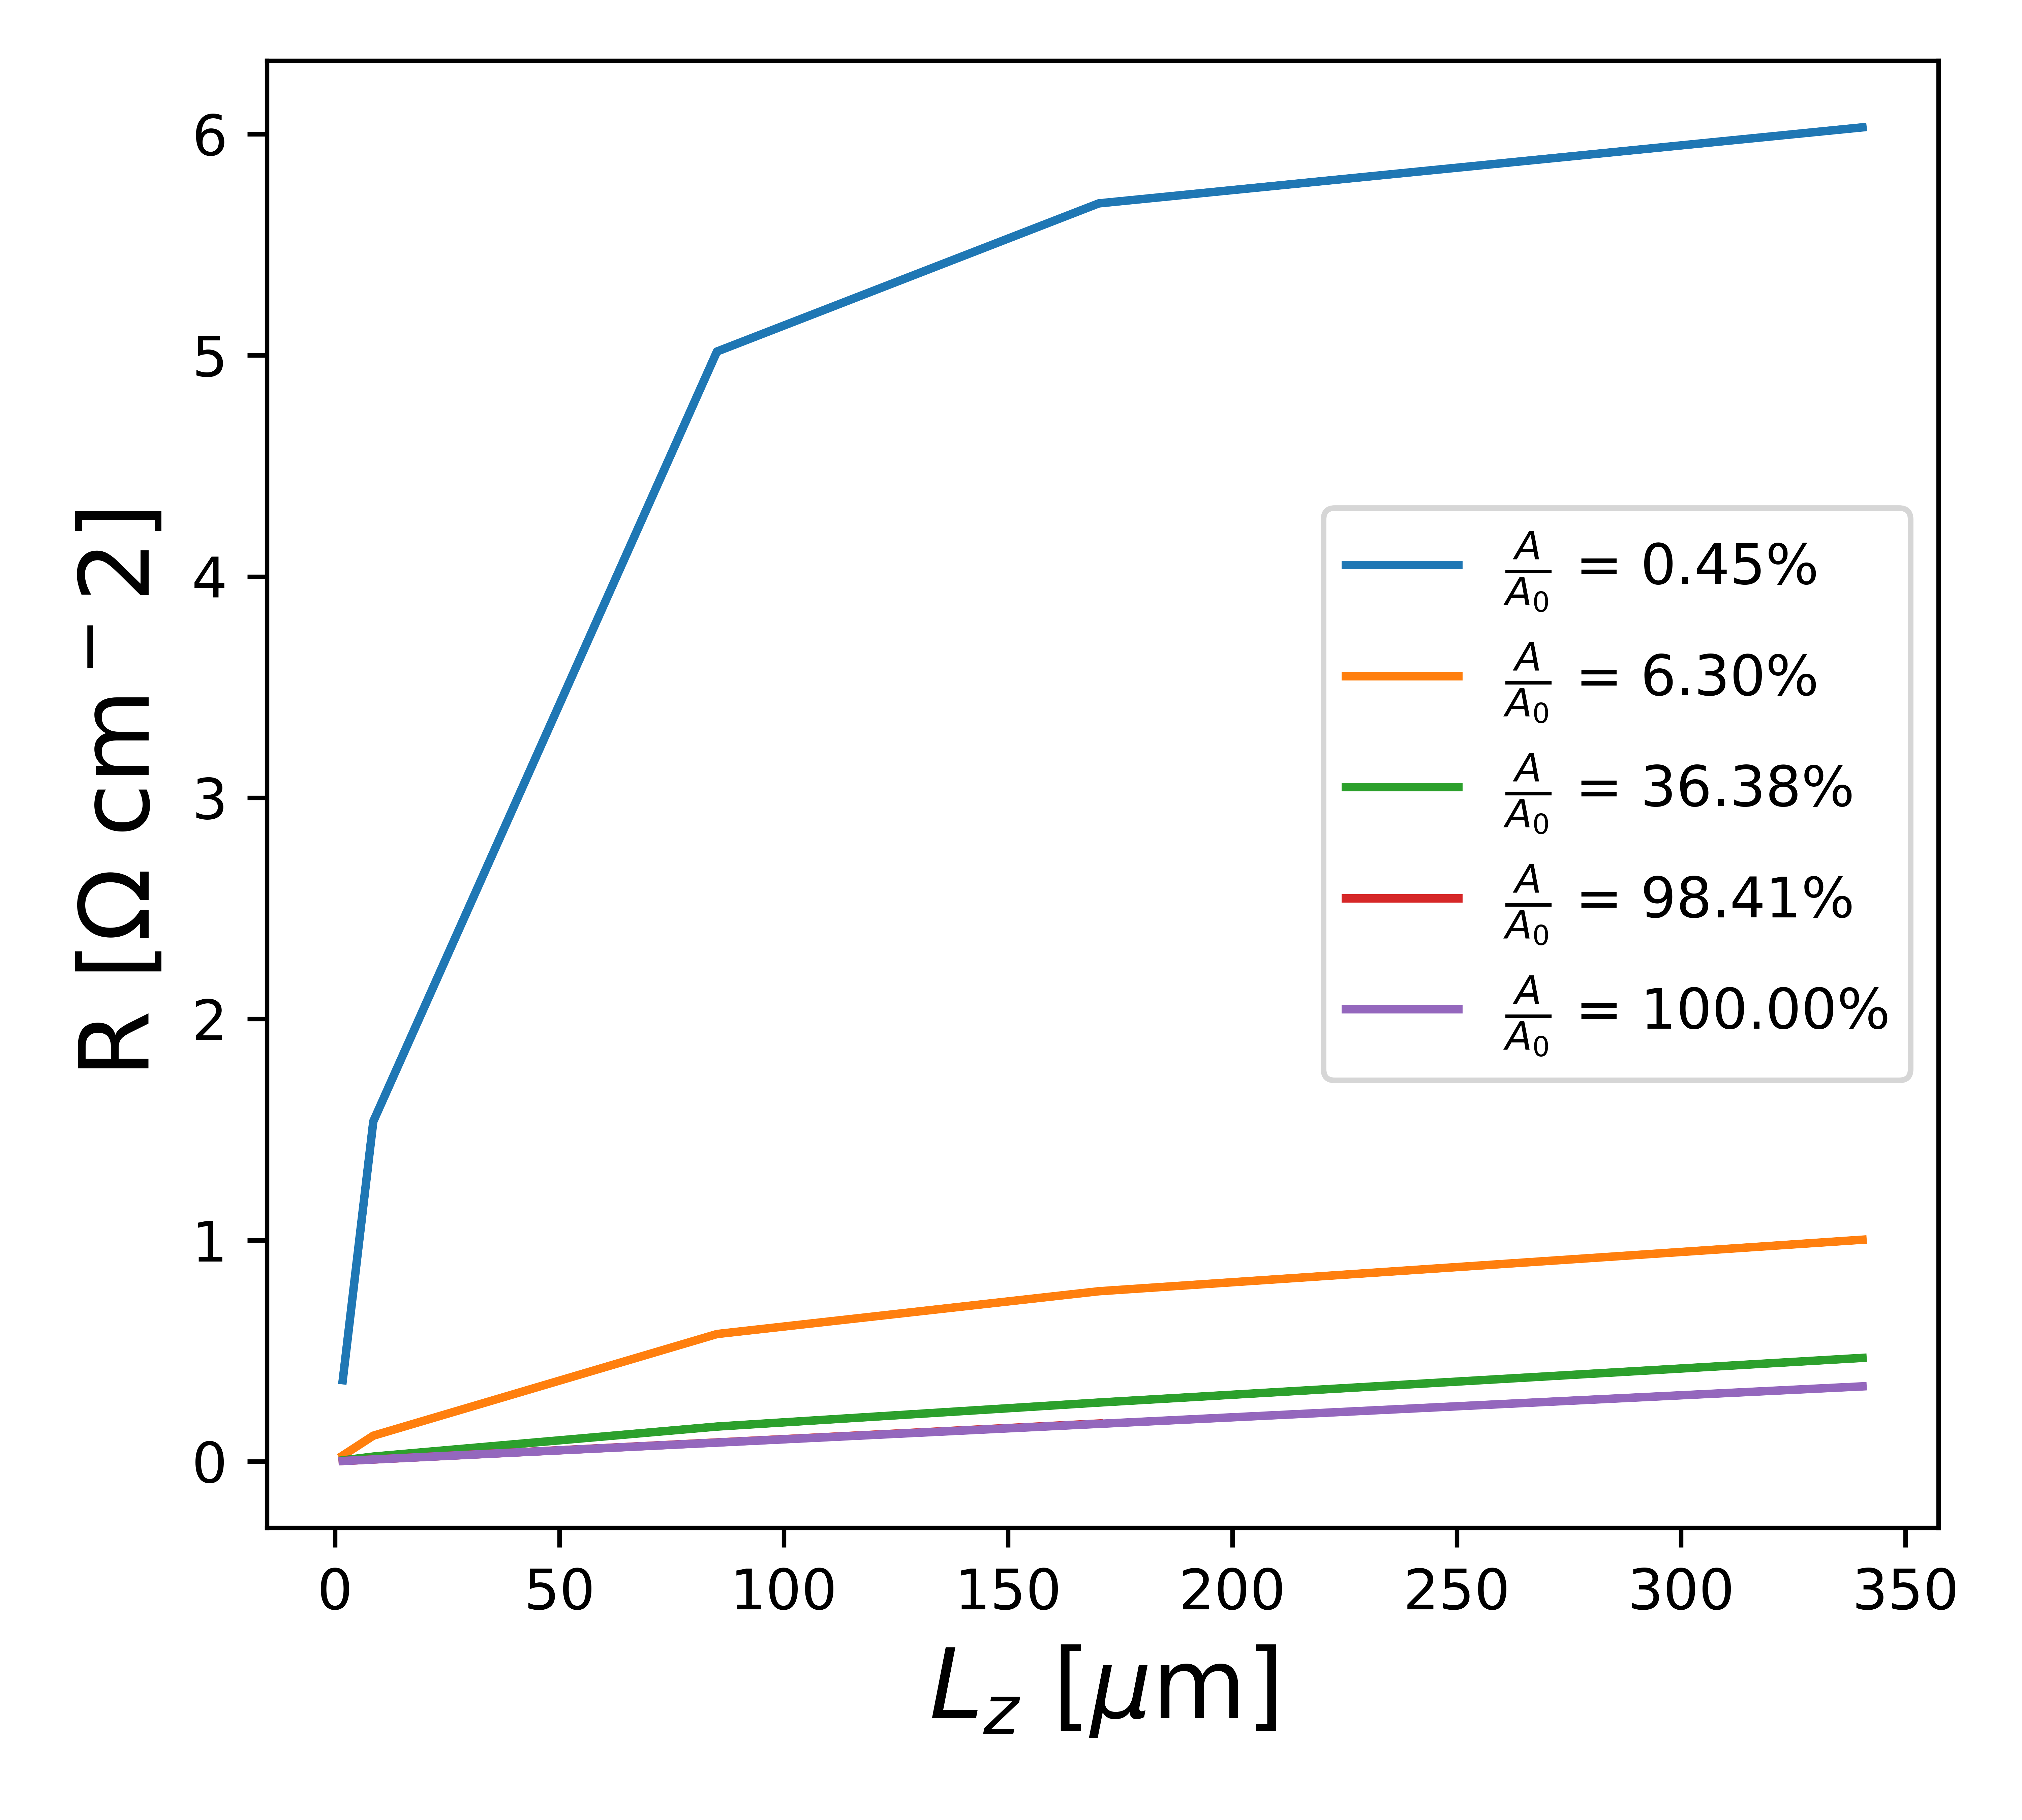 6
5
4
3
2
1
0
R [Ω cm⁻2]
A/A₀ = 0.45%
A/A₀ = 6.30%
A/A₀ = 36.38%
A/A₀ = 98.41%
A/A₀ = 100.00%
0 50 100 150 200 250 300 350
L_z [μm]